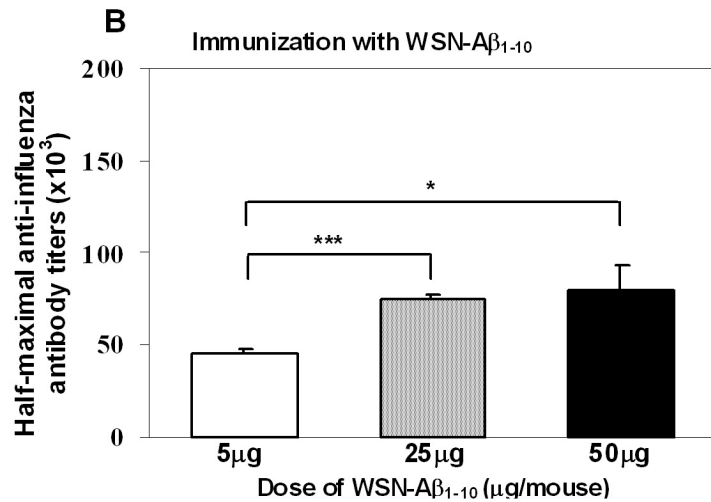 B
Immunization with WSN-Aβ1-10
Half-maximal anti-influenza
antibody titers (x10³)
200
150
100
50
0
*
***
5µg
25µg
50µg
Dose of WSN-Aβ1-10 (µg/mouse)